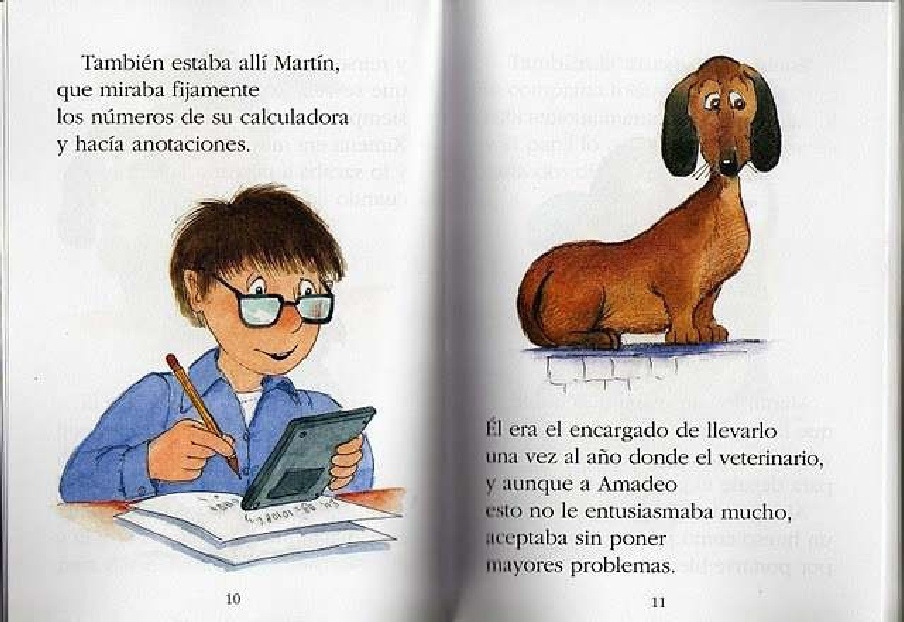 También estaba allí Martín,
que miraba fijamente
los números de su calculadora
y hacía anotaciones.
10
Él era el encargado de llevarlo
una vez al año donde el veterinario,
y aunque a Amadeo
esto no le entusiasmaba mucho,
aceptaba sin poner
mayores problemas.
11